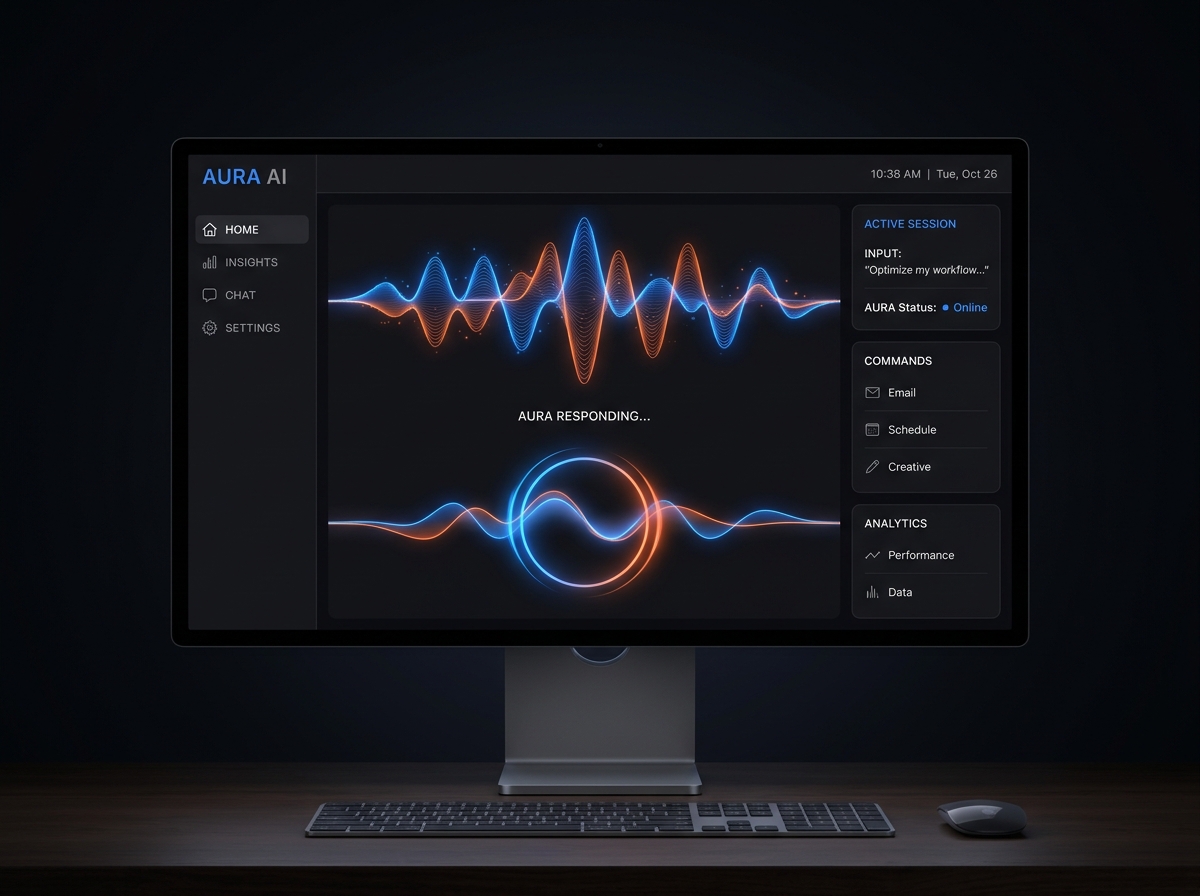 AURA AI
10:38 AM | Tue, Oct 26
HOME
INSIGHTS
CHAT
SETTINGS
AURA RESPONDING...
ACTIVE SESSION
INPUT:
"Optimize my workflow..."
AURA Status: Online
COMMANDS
Email
Schedule
Creative
ANALYTICS
Performance
Data